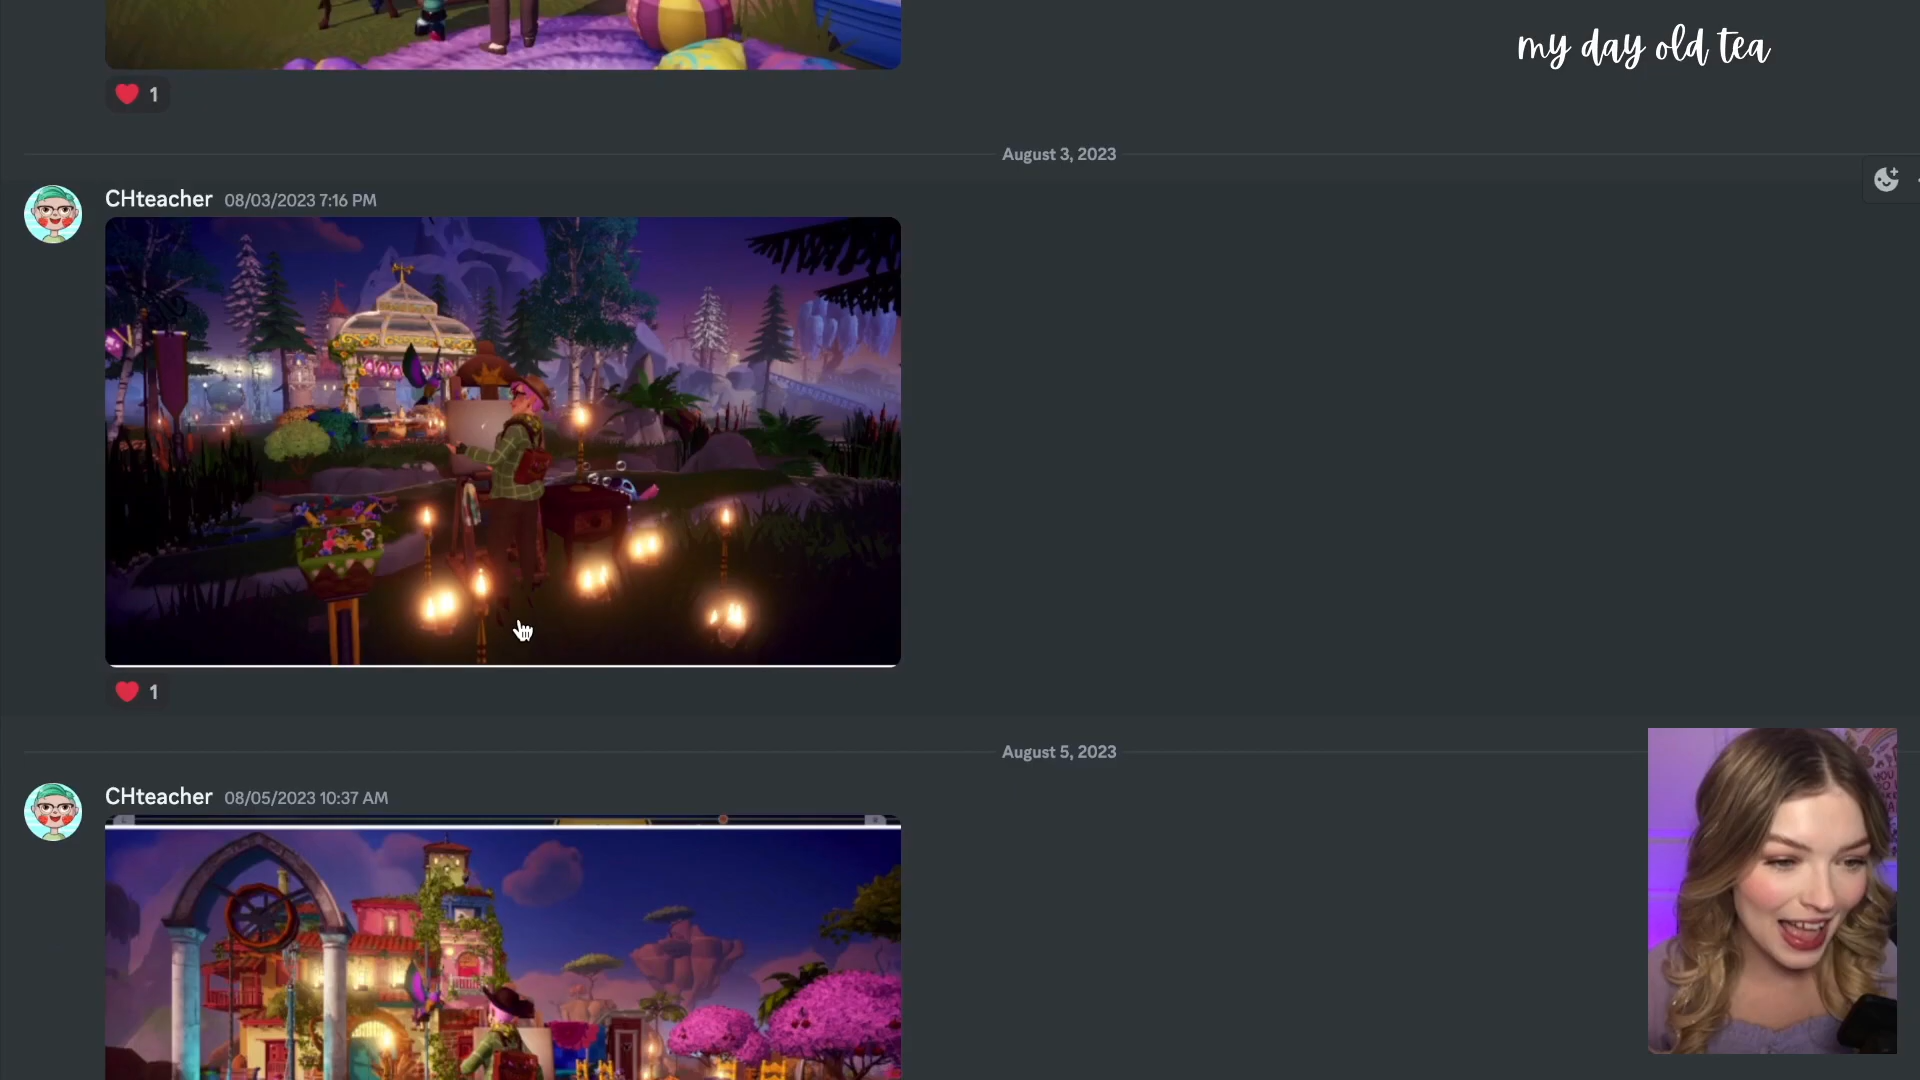 my day old tea
1
August 3, 2023
CHteacher 08/03/2023 7:16 PM
1
August 5, 2023
CHteacher 08/05/2023 10:37 AM